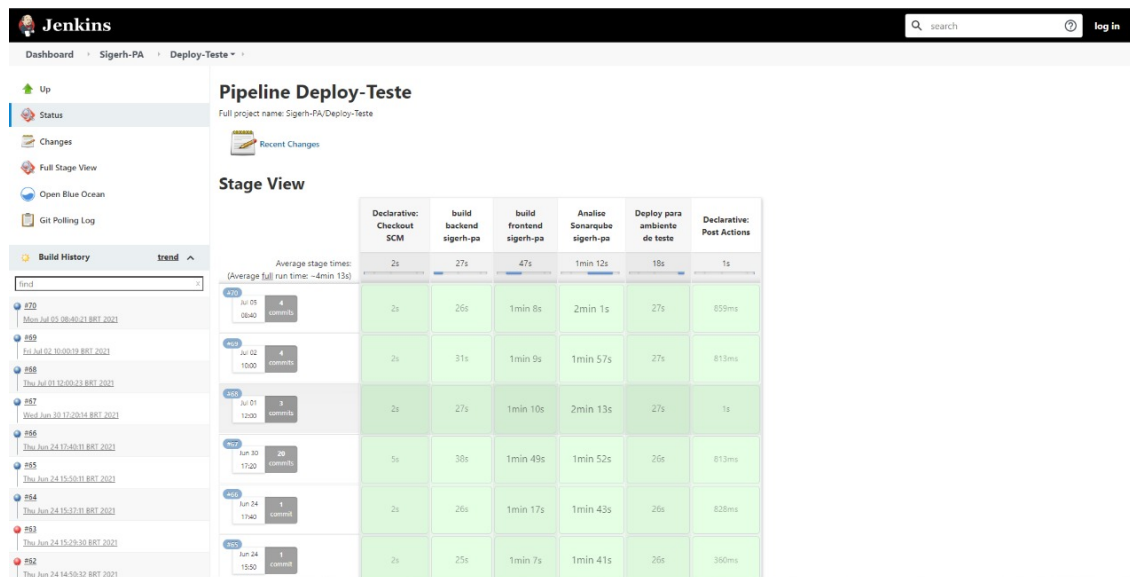 Jenkins
search
log in
Dashboard
Sigerh-PA
Deploy-Teste
Up
Status
Changes
Full Stage View
Open Blue Ocean
Git Polling Log
Build History
trend
find
x
#70
Mon Jul 05 08:40:21 BRT 2021
#69
Fri Jul 02 10:00:19 BRT 2021
#68
Thu Jul 01 12:00:23 BRT 2021
#67
Wed Jun 30 17:20:14 BRT 2021
#66
Thu Jun 24 17:40:11 BRT 2021
#65
Thu Jun 24 15:50:11 BRT 2021
#64
Thu Jun 24 15:37:11 BRT 2021
#63
Thu Jun 24 15:29:30 BRT 2021
#62
Thu Jun 24 14:50:32 BRT 2021
Pipeline Deploy-Teste
Full project name: Sigerh-PA/Deploy-Teste
Recent Changes
Stage View
Declarative:
Checkout
SCM
build
backend
sigerh-pa
build
frontend
sigerh-pa
Analise
Sonarqube
sigerh-pa
Deploy para
ambiente
de teste
Declarative:
Post Actions
Average stage times:
(Average full run time: ~4min 13s)
2s 27s 47s 1min 12s 18s 1s
#70
Jul 05
08:40
4
commits
2s 26s 1min 8s 2min 1s 27s 859ms
#69
Jul 02
10:00
4
commits
2s 31s 1min 9s 1min 57s 27s 813ms
#68
Jul 01
12:00
3
commits
2s 27s 1min 10s 2min 13s 27s 1s
#67
Jun 30
17:20
20
commits
5s 38s 1min 49s 1min 52s 26s 813ms
#66
Jun 24
17:40
1
commit
2s 26s 1min 17s 1min 43s 26s 828ms
#65
Jun 24
15:50
1
commit
2s 25s 1min 7s 1min 41s 26s 360ms